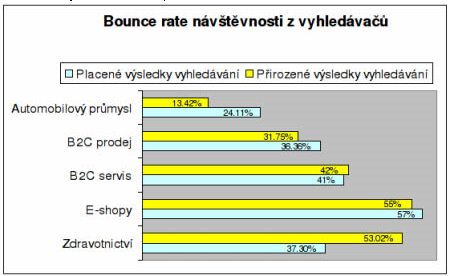 Bounce rate návštěvnosti z vyhledávačů
Placené výsledky vyhledávání Přirozené výsledky vyhledávání
Automobilový průmysl
13.42%
24.11%
B2C prodej
31.75%
36.36%
B2C servis
42%
41%
E-shopy
55%
57%
Zdravotnictví
53.02%
37.30%